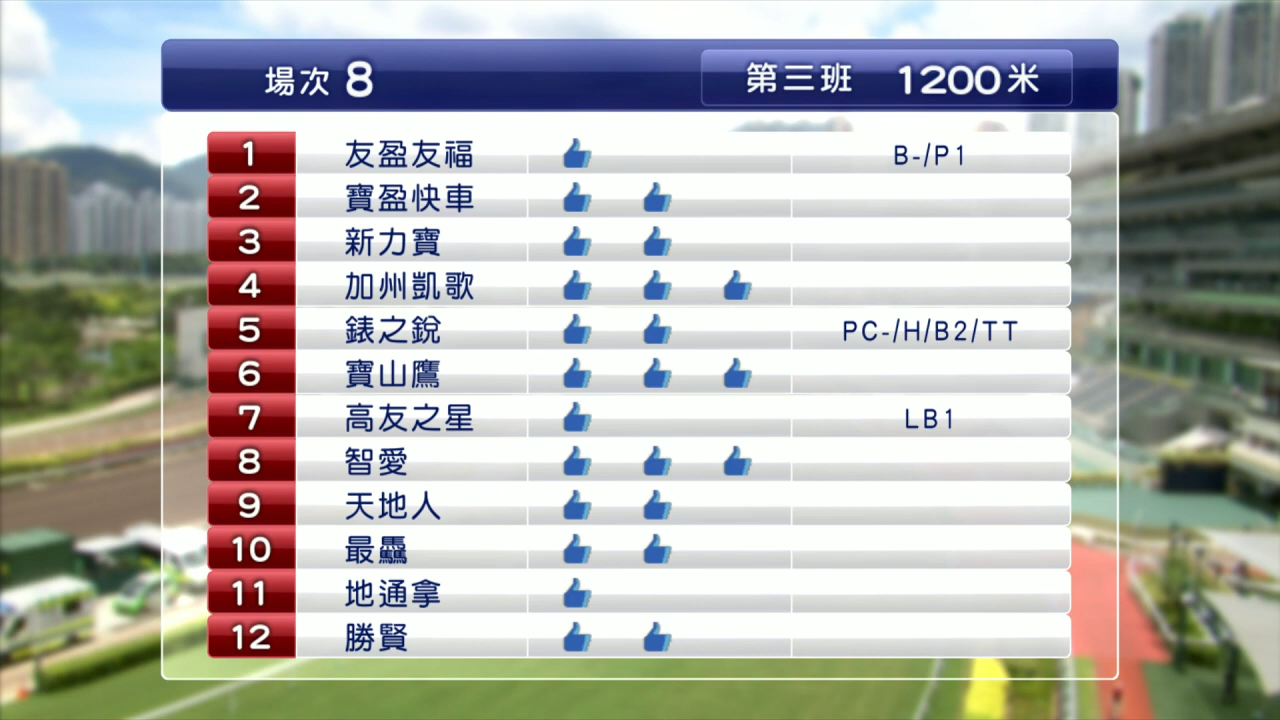 場次 8 第三班 1200米
1 友盈友福 B-/P1
2 寶盈快車
3 新力寶
4 加州凱歌
5 錶之銳 PC-/H/B2/TT
6 寶山鷹
7 高友之星 LB1
8 智愛
9 天地人
10 最驫
11 地通拿
12 勝賢